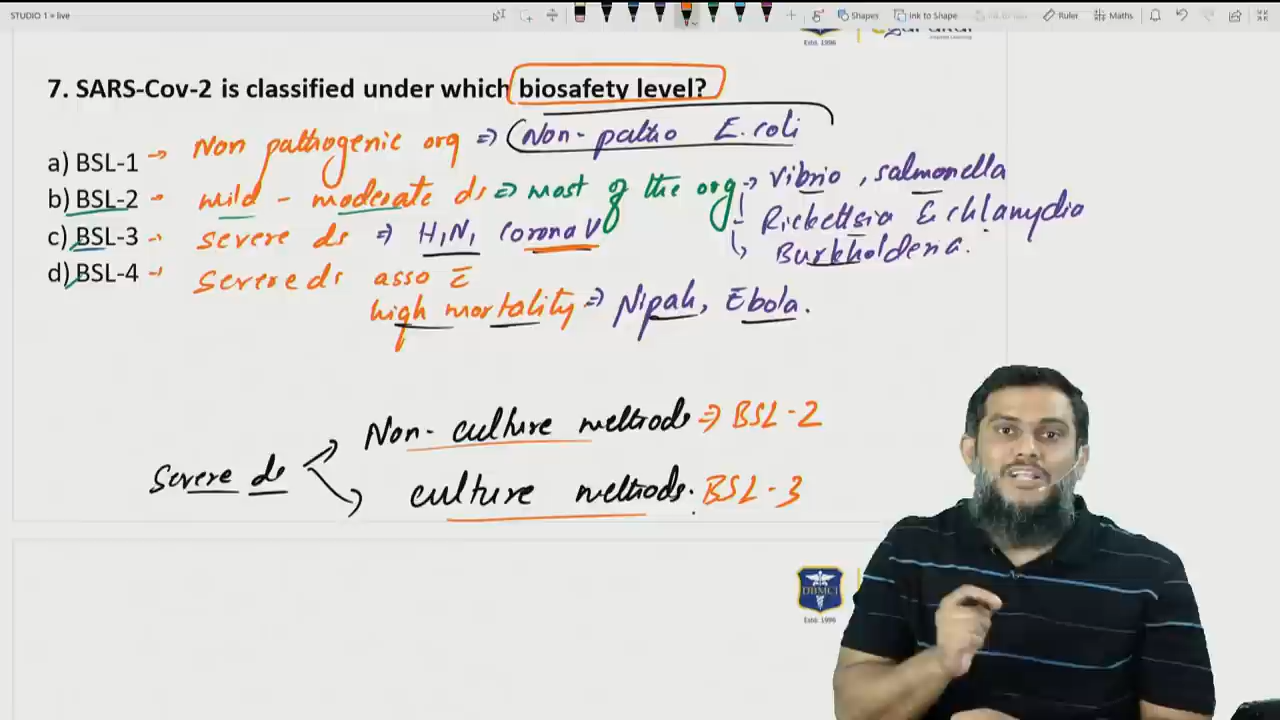 STUDIO 1 • live
Shapes Ink to Shape Ruler Maths
Estd. 1996
7. SARS-Cov-2 is classified under which biosafety level?
a) BSL-1 → Non pathogenic org ⇒ (Non-patho E.coli
b) BSL-2 - mild - moderate ds ⇒ most of the org → Vibrio, salmonella
Rickettsia & chlamydia
c) BSL-3 - severe ds ⇒ H1N1 corona V
Burkholderia.
d) BSL-4 - severe ds asso c̄
high mortality ⇒ Nipah, Ebola.
Non-culture methods ⇒ BSL-2
Severe ds
culture methods. BSL-3
DBMCI
Estd. 1996